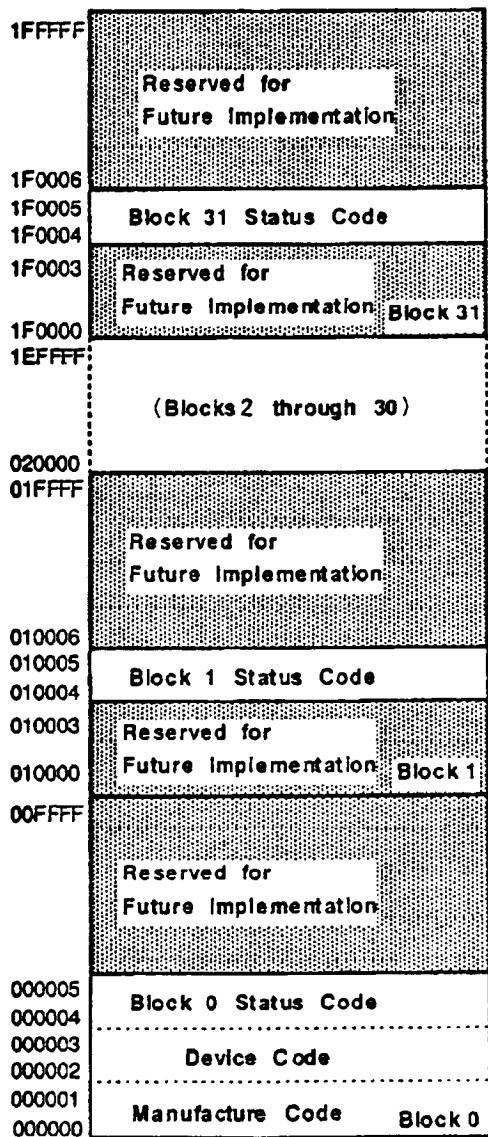 1FFFFF
Reserved for
Future Implementation
1F0006
1F0005
Block 31 Status Code
1F0004
1F0003
Reserved for
Future Implementation
Block 31
1F0000
1EFFFF
(Blocks 2 through 30)
020000
01FFFF
Reserved for
Future Implementation
010006
010005
Block 1 Status Code
010004
010003
Reserved for
Future Implementation
010000
Block 1
00FFFF
Reserved for
Future Implementation
000005
Block 0 Status Code
000004
000003
Device Code
000002
000001
Manufacture Code
Block 0
000000